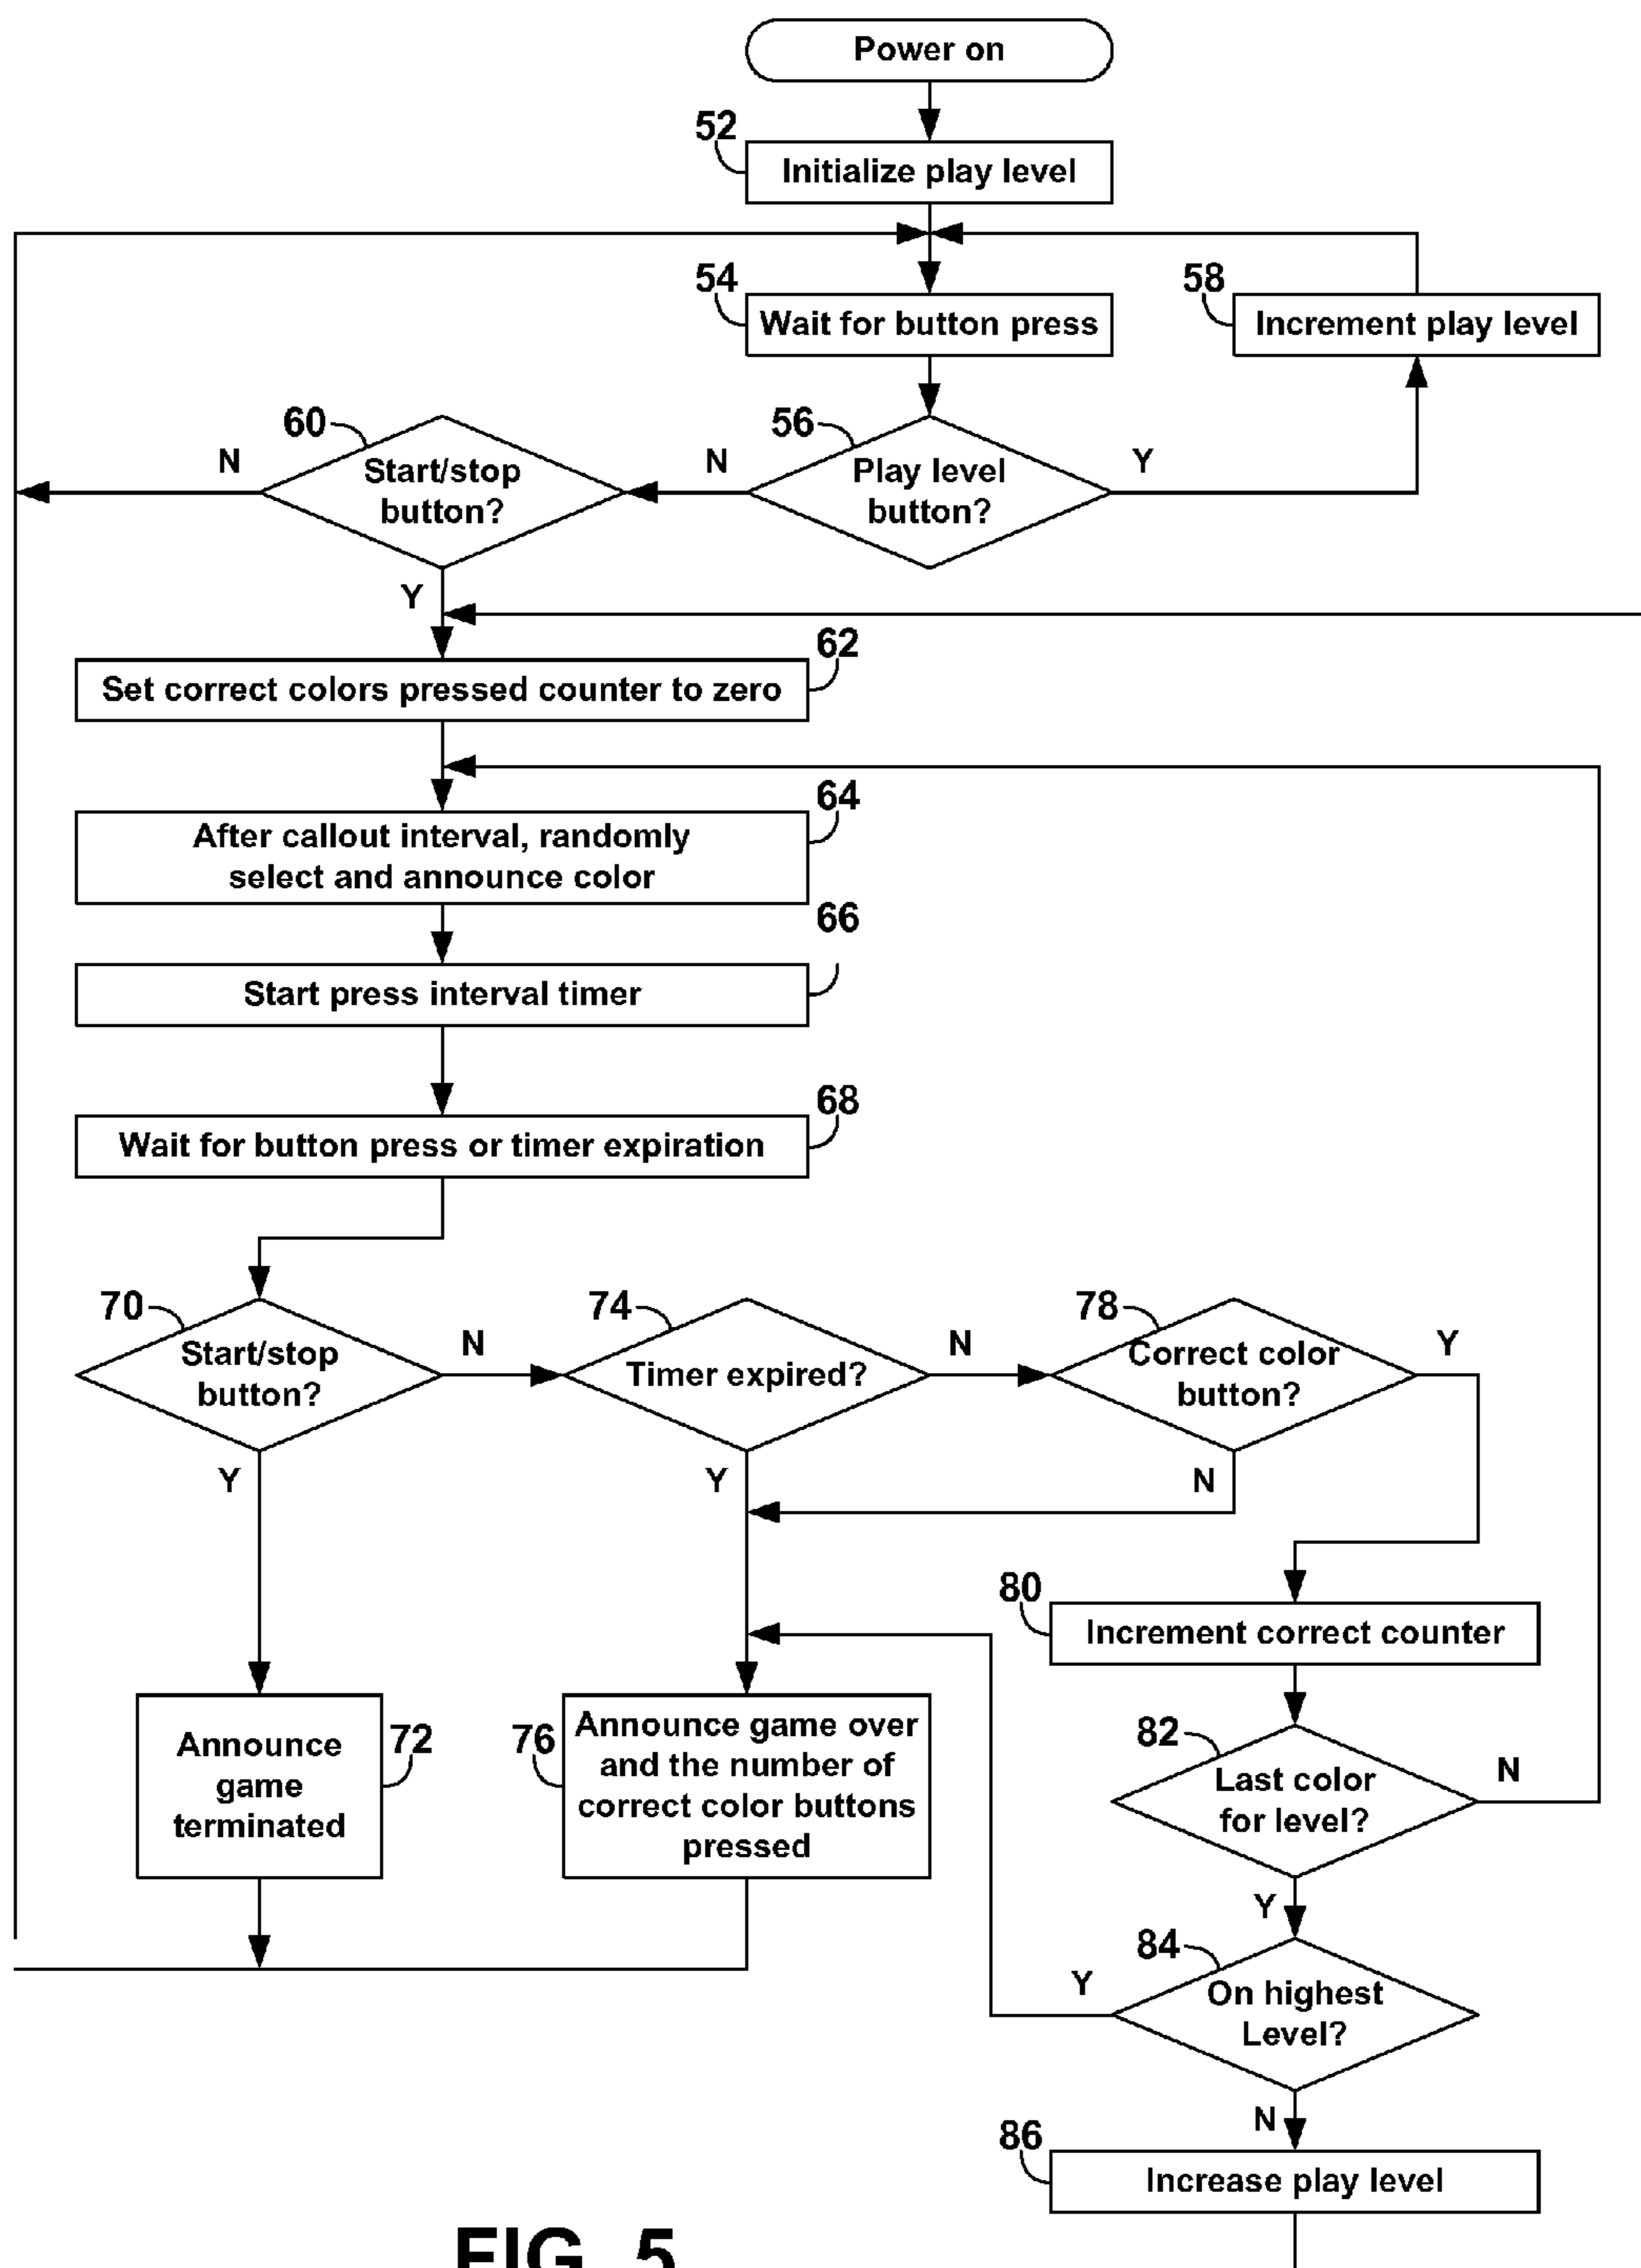 Power on
52
Initialize play level
54
Wait for button press
58
Increment play level
60
Start/stop
button?
N
56
Play level
button?
N
Y
Y
62
Set correct colors pressed counter to zero
64
After callout interval, randomly
select and announce color
66
Start press interval timer
68
Wait for button press or timer expiration
70
Start/stop
button?
N
74
Timer expired?
N
78
Correct color
button?
Y
Y
Y
N
80
Increment correct counter
72
Announce
game
terminated
76
Announce game over
and the number of
correct color buttons
pressed
82
Last color
for level?
N
Y
84
On highest
Level?
Y
N
86
Increase play level
FIG. 5